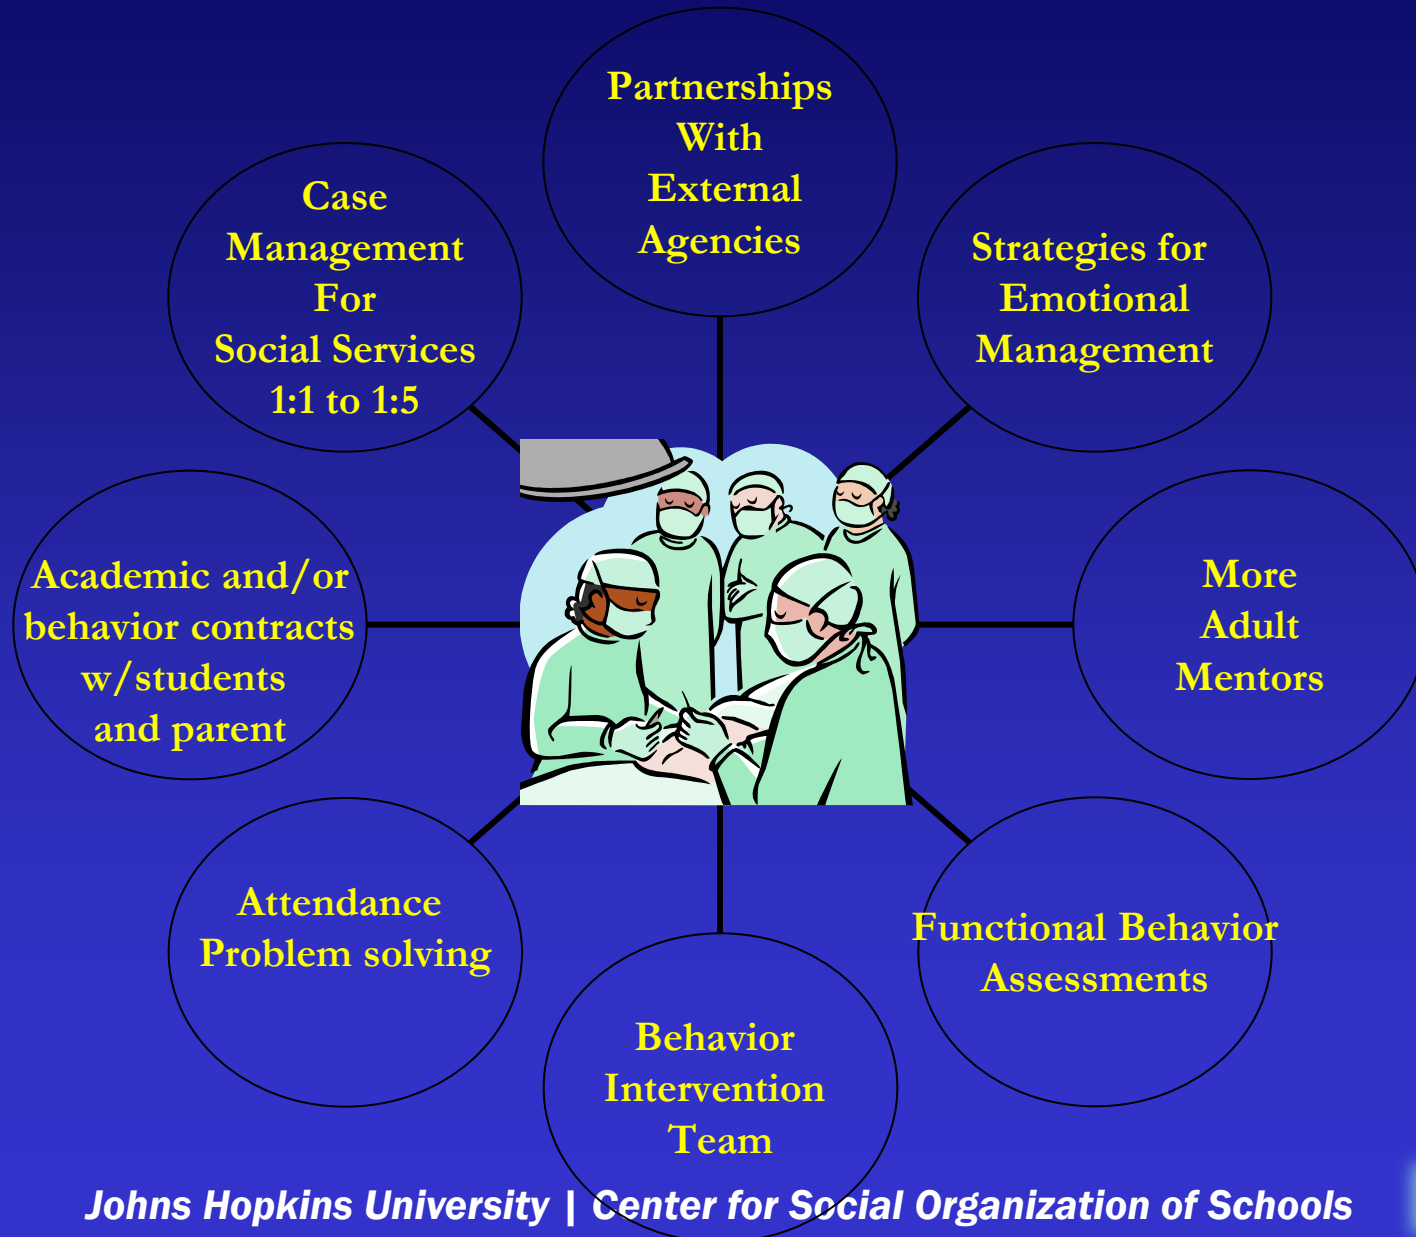 Partnerships
With
External
Agencies
Case
Management
For
Social Services
1:1 to 1:5
Strategies for
Emotional
Management
Academic and/or
behavior contracts
w/students
and parent
More
Adult
Mentors
Attendance
Problem solving
Functional Behavior
Assessments
Behavior
Intervention
Team
Johns Hopkins University | Center for Social Organization of Schools